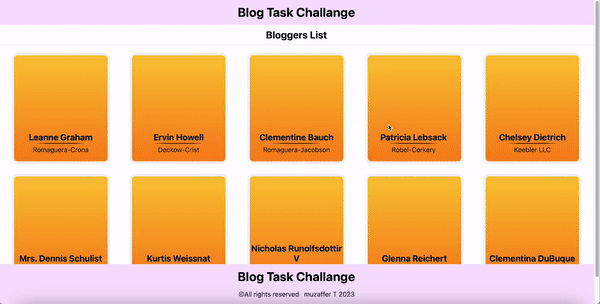 Blog Task Challange
Bloggers List
Leanne Graham
Romaguera-Crona
Ervin Howell
Deckow-Crist
Clementine Bauch
Romaguera-Jacobson
Patricia Lebsack
Robel-Corkery
Chelsey Dietrich
Keebler LLC
Mrs. Dennis Schulist
Kurtis Weissnat
Nicholas Runolfsdottir
V
Glenna Reichert
Clementina DuBuque
Blog Task Challange
©All rights reserved muzaffer T 2023